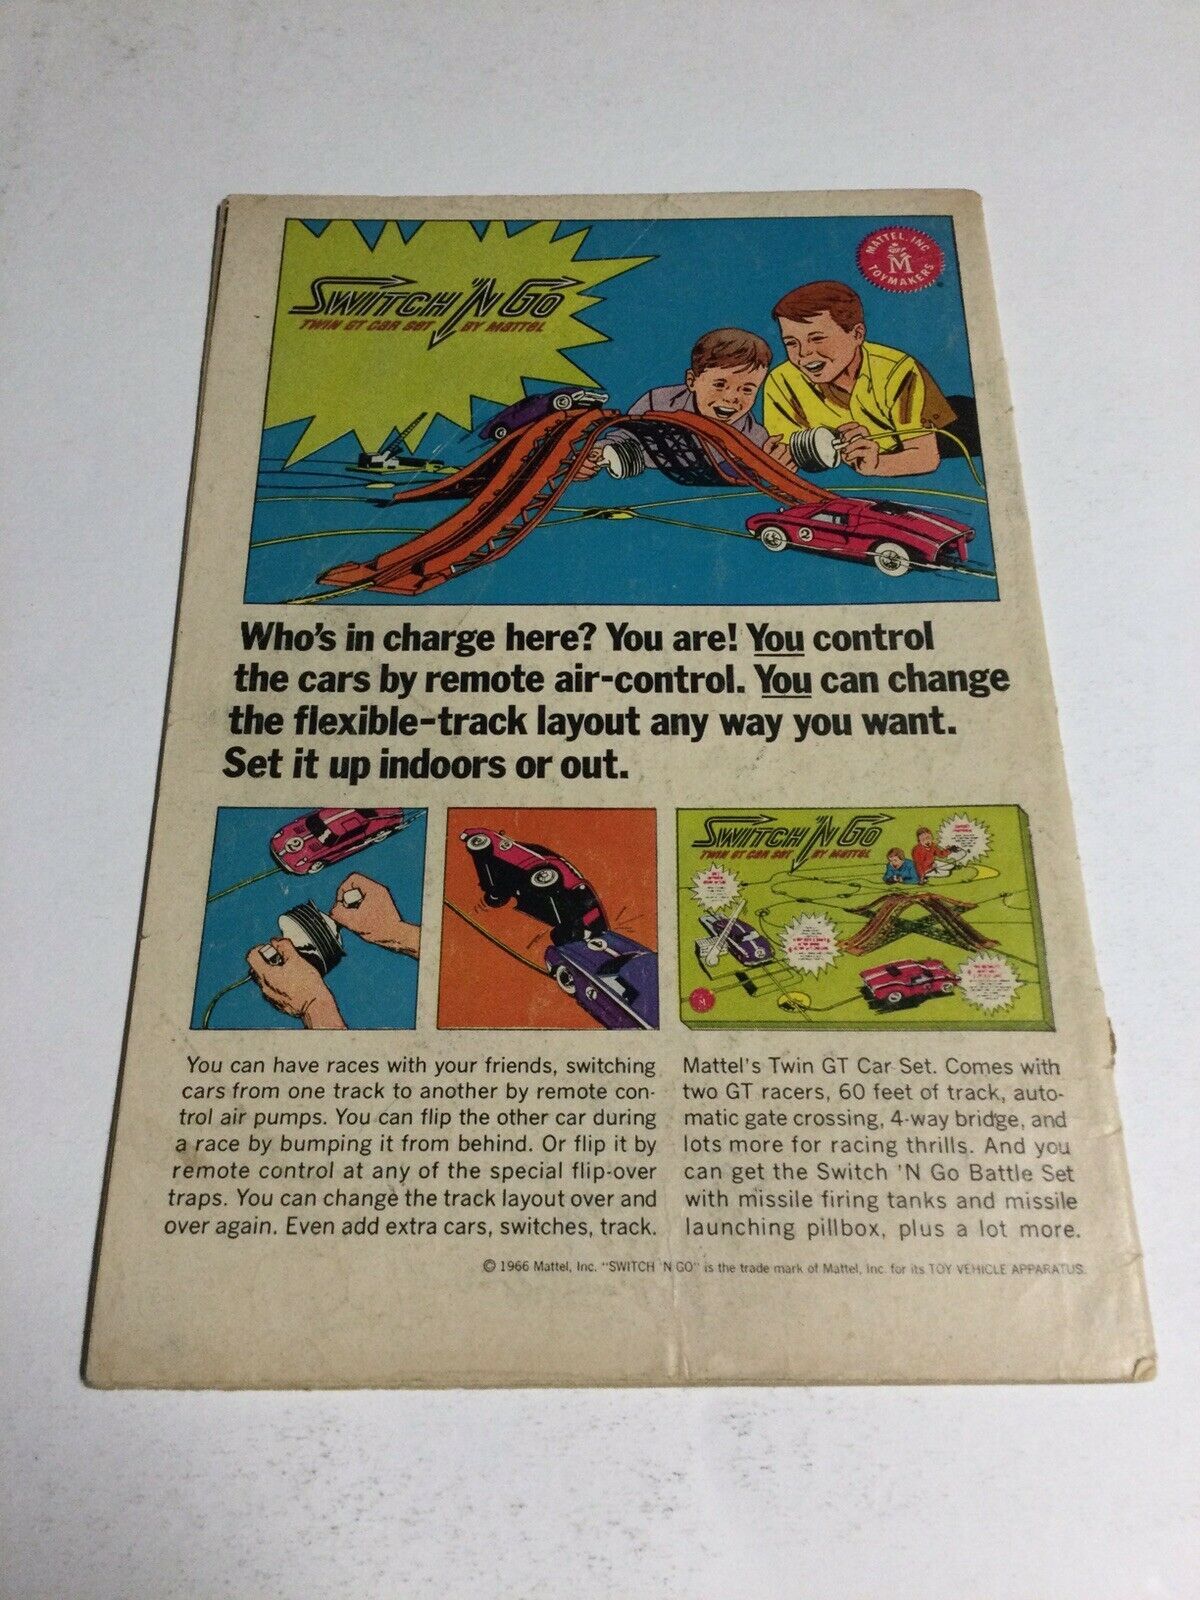 SWITCH 'N GO
TWIN GT CAR SET BY MATTEL
MATTEL, INC.
M
TOYMAKERS
2
Who's in charge here? You are! You control
the cars by remote air-control. You can change
the flexible-track layout any way you want.
Set it up indoors or out.
2
SWITCH 'N GO
TWIN GT CAR SET BY MATTEL
M
You can have races with your friends, switching
cars from one track to another by remote con-
trol air pumps. You can flip the other car during
a race by bumping it from behind. Or flip it by
remote control at any of the special flip-over
traps. You can change the track layout over and
over again. Even add extra cars, switches, track.
Mattel's Twin GT Car Set. Comes with
two GT racers, 60 feet of track, auto-
matic gate crossing, 4-way bridge, and
lots more for racing thrills. And you
can get the Switch 'N Go Battle Set
with missile firing tanks and missile
launching pillbox, plus a lot more.
© 1966 Mattel, Inc. "SWITCH 'N GO" is the trade mark of Mattel, Inc. for its TOY VEHICLE APPARATUS.